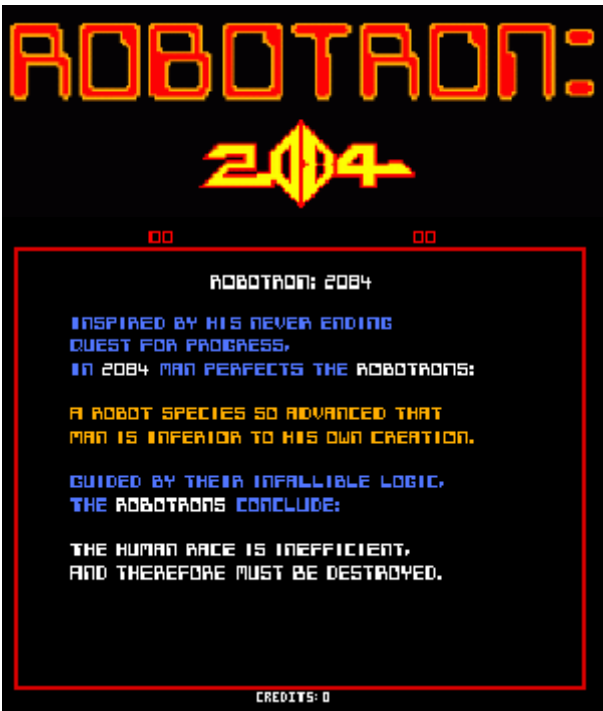 ROBOTRON:
2084
00 00
ROBOTRON: 2084
INSPIRED BY HIS NEVER ENDING
QUEST FOR PROGRESS,
IN 2084 MAN PERFECTS THE ROBOTRONS:
A ROBOT SPECIES SO ADVANCED THAT
MAN IS INFERIOR TO HIS OWN CREATION.
GUIDED BY THEIR INFALLIBLE LOGIC,
THE ROBOTRONS CONCLUDE:
THE HUMAN RACE IS INEFFICIENT,
AND THEREFORE MUST BE DESTROYED.
CREDITS: 0